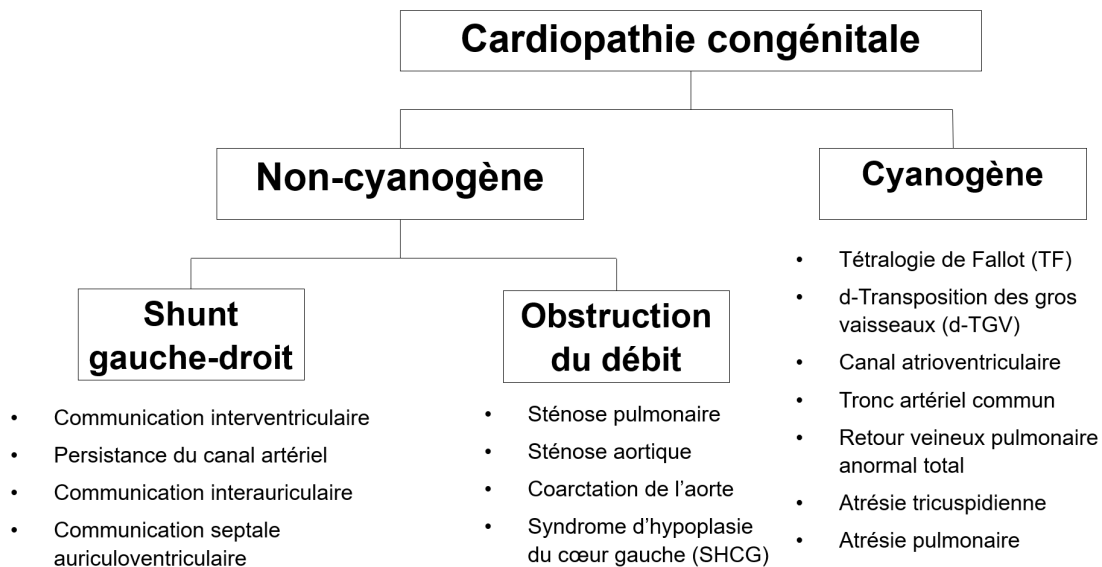 Cardiopathie congénitale
Non-cyanogène
Cyanogène
Shunt
gauche-droit
• Communication interventriculaire
• Persistance du canal artériel
• Communication interauriculaire
• Communication septale
auriculoventriculaire
Obstruction
du débit
• Sténose pulmonaire
• Sténose aortique
• Coarctation de l’aorte
• Syndrome d’hypoplasie
du cœur gauche (SHCG)
• Tétralogie de Fallot (TF)
• d-Transposition des gros
vaisseaux (d-TGV)
• Canal atrioventriculaire
• Tronc artériel commun
• Retour veineux pulmonaire
anormal total
• Atrésie tricuspidienne
• Atrésie pulmonaire